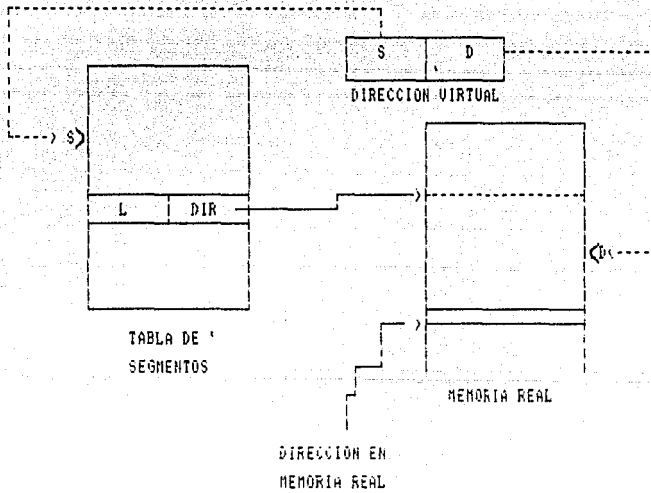 S D
DIRECCION VIRTUAL
S
L DIR
D
TABLA DE
SEGMENTOS
MEMORIA REAL
DIRECCION EN
MEMORIA REAL